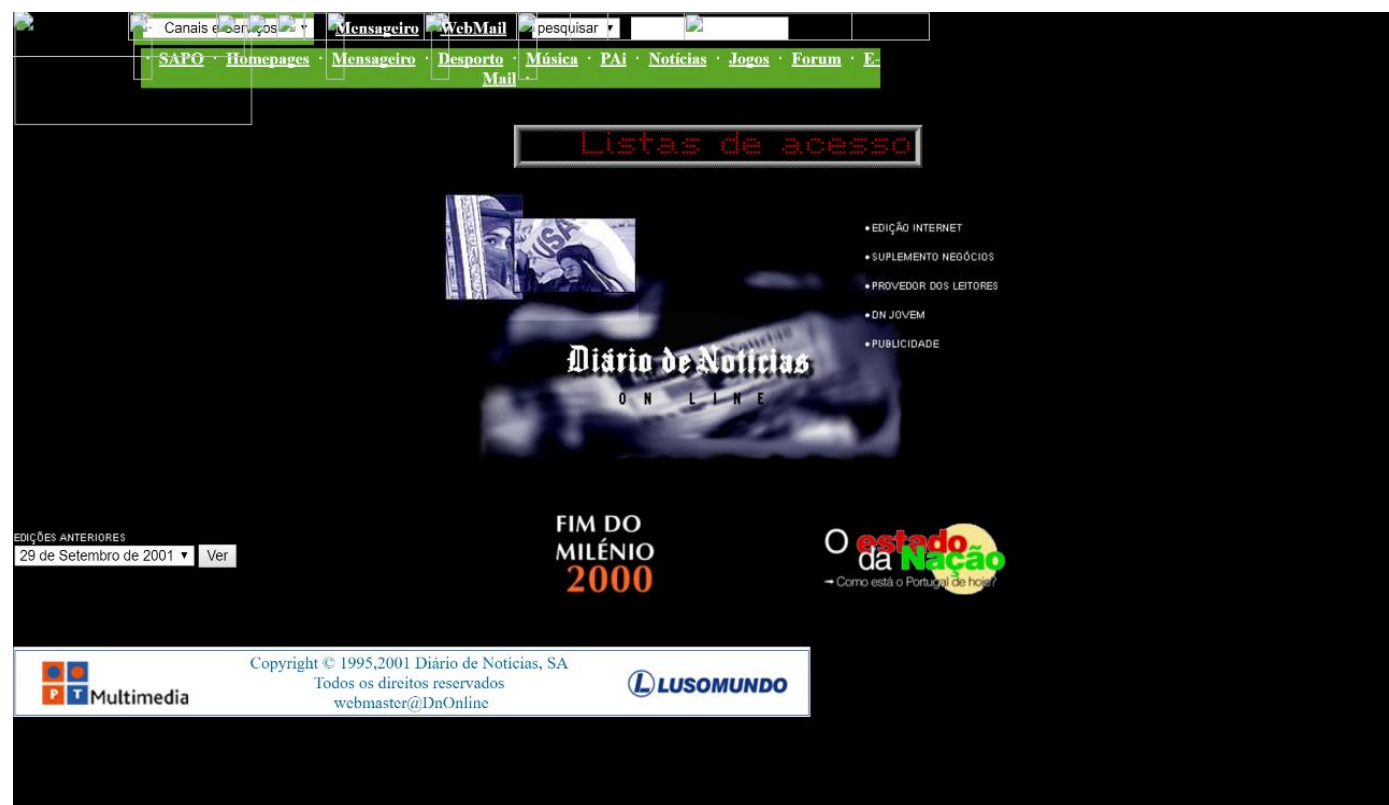 Canais e Serviços Mensageiro WebMail pesquisar
· SAPO · Homepages · Mensageiro · Desporto · Música · PAi · Notícias · Jogos · Forum · E-
Mail ·
Listas de acesso
USA
• EDIÇÃO INTERNET
• SUPLEMENTO NEGÓCIOS
• PROVEDOR DOS LEITORES
• DN JOVEM
• PUBLICIDADE
Diário de Notícias
ON LINE
EDIÇÕES ANTERIORES
29 de Setembro de 2001 Ver
FIM DO
MILÉNIO
2000
O estado
da Nação
Como está o Portugal de hoje?
PT Multimedia
Copyright © 1995,2001 Diário de Notícias, SA
Todos os direitos reservados
webmaster@DnOnline
LUSOMUNDO